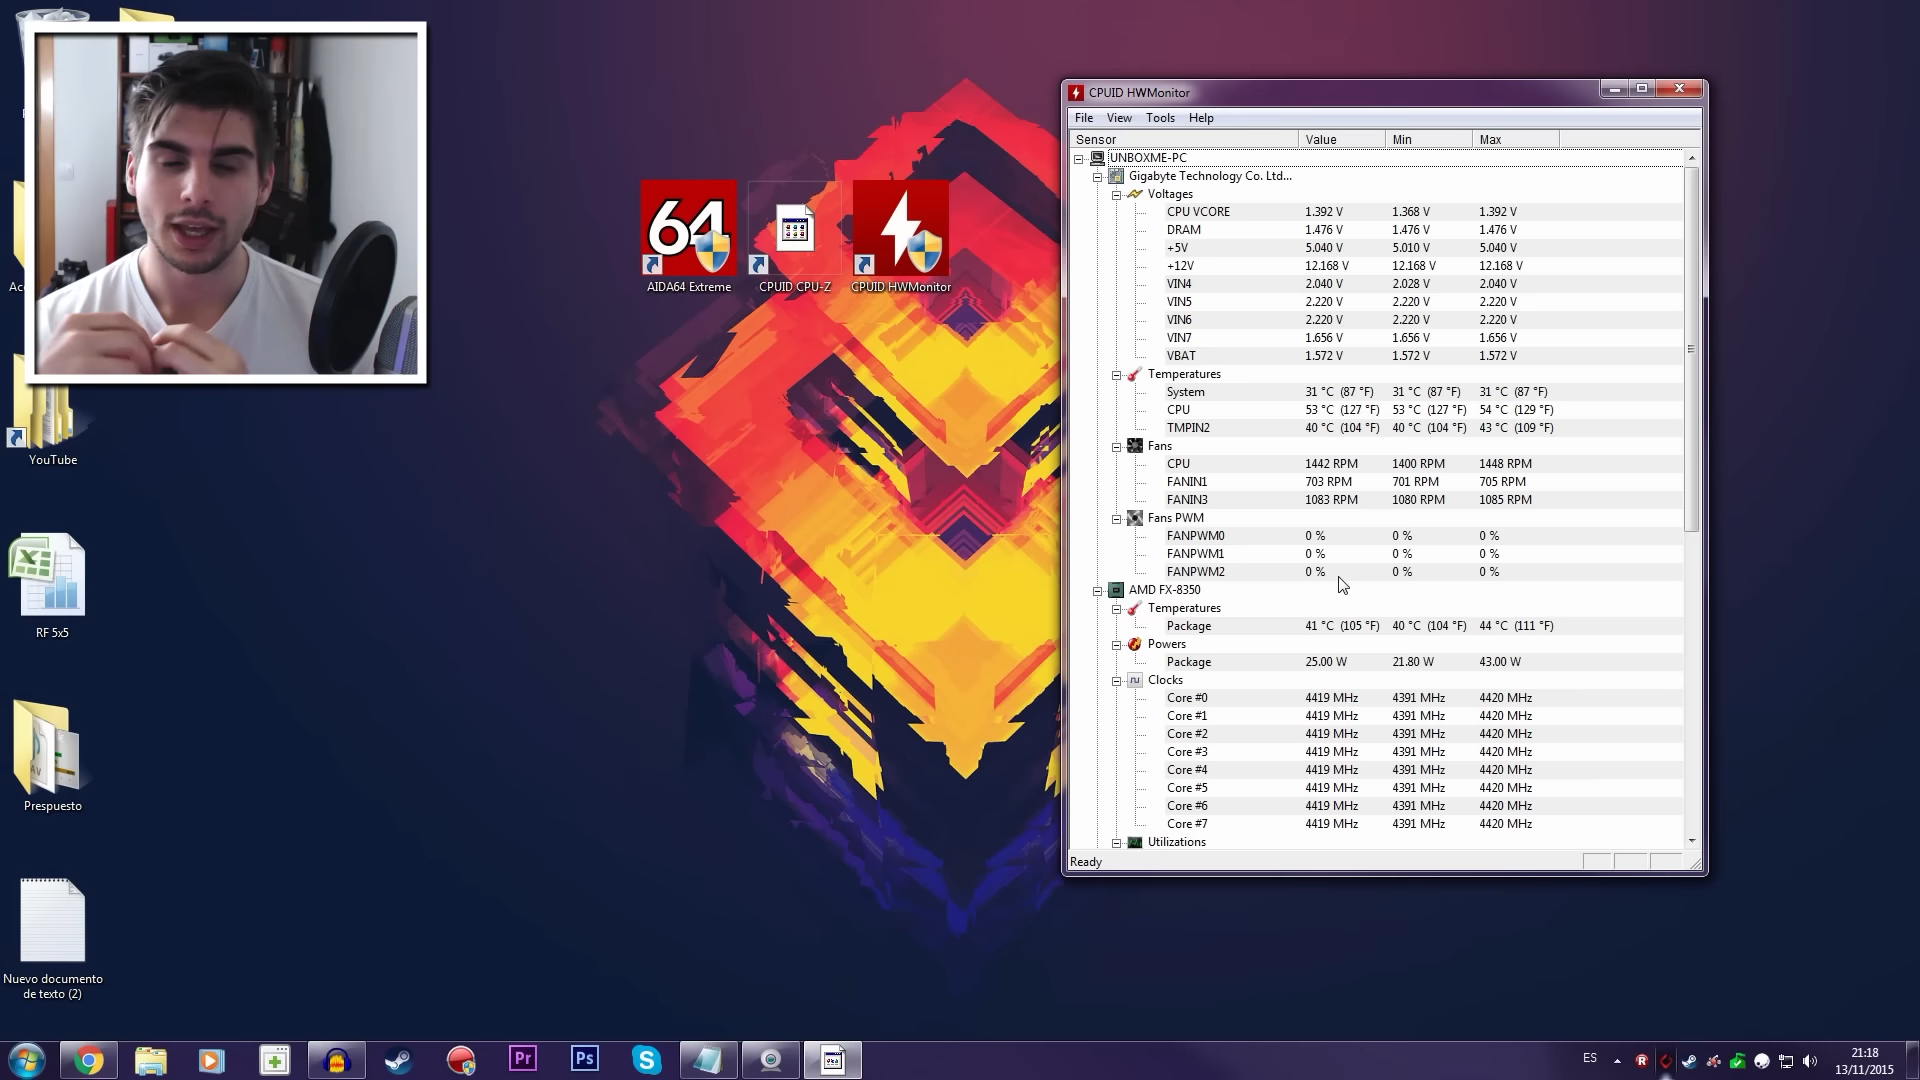 CPUID HWMonitor
File View Tools Help
Sensor Value Min Max
UNBOXME-PC
Gigabyte Technology Co. Ltd...
Voltages
CPU VCORE 1.392 V 1.368 V 1.392 V
DRAM 1.476 V 1.476 V 1.476 V
+5V 5.040 V 5.010 V 5.040 V
+12V 12.168 V 12.168 V 12.168 V
VIN4 2.040 V 2.028 V 2.040 V
VIN5 2.220 V 2.220 V 2.220 V
VIN6 2.220 V 2.220 V 2.220 V
VIN7 1.656 V 1.656 V 1.656 V
VBAT 1.572 V 1.572 V 1.572 V
Temperatures
System 31 °C (87 °F) 31 °C (87 °F) 31 °C (87 °F)
CPU 53 °C (127 °F) 53 °C (127 °F) 54 °C (129 °F)
TMPIN2 40 °C (104 °F) 40 °C (104 °F) 43 °C (109 °F)
Fans
CPU 1442 RPM 1400 RPM 1448 RPM
FANIN1 703 RPM 701 RPM 705 RPM
FANIN3 1083 RPM 1080 RPM 1085 RPM
Fans PWM
FANPWM0 0 % 0 % 0 %
FANPWM1 0 % 0 % 0 %
FANPWM2 0 % 0 % 0 %
AMD FX-8350
Temperatures
Package 41 °C (105 °F) 40 °C (104 °F) 44 °C (111 °F)
Powers
Package 25.00 W 21.80 W 43.00 W
Clocks
Core #0 4419 MHz 4391 MHz 4420 MHz
Core #1 4419 MHz 4391 MHz 4420 MHz
Core #2 4419 MHz 4391 MHz 4420 MHz
Core #3 4419 MHz 4391 MHz 4420 MHz
Core #4 4419 MHz 4391 MHz 4420 MHz
Core #5 4419 MHz 4391 MHz 4420 MHz
Core #6 4419 MHz 4391 MHz 4420 MHz
Core #7 4419 MHz 4391 MHz 4420 MHz
Utilizations
Ready
64
AIDA64 Extreme
CPUID CPU-Z
CPUID HWMonitor
YouTube
RF 5x5
Prespuesto
Nuevo documento
de texto (2)
Pr
Ps
ES
21:18
13/11/2015